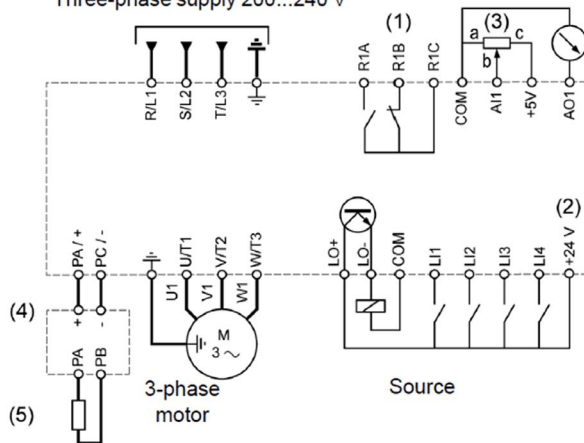 Three-phase supply 200...240 V
(1)
(3)
a
c
b
R1A
R1B
R1C
COM
AI1
+5V
AO1
R/L1
S/L2
T/L3
(2)
PA / +
PC / -
U/T1
V/T2
W/T3
LO+
LO-
COM
LI1
LI2
LI3
LI4
+24 V
U1
V1
W1
(4)
+
-
M
3 ~
PA
PB
3-phase
motor
Source
(5)